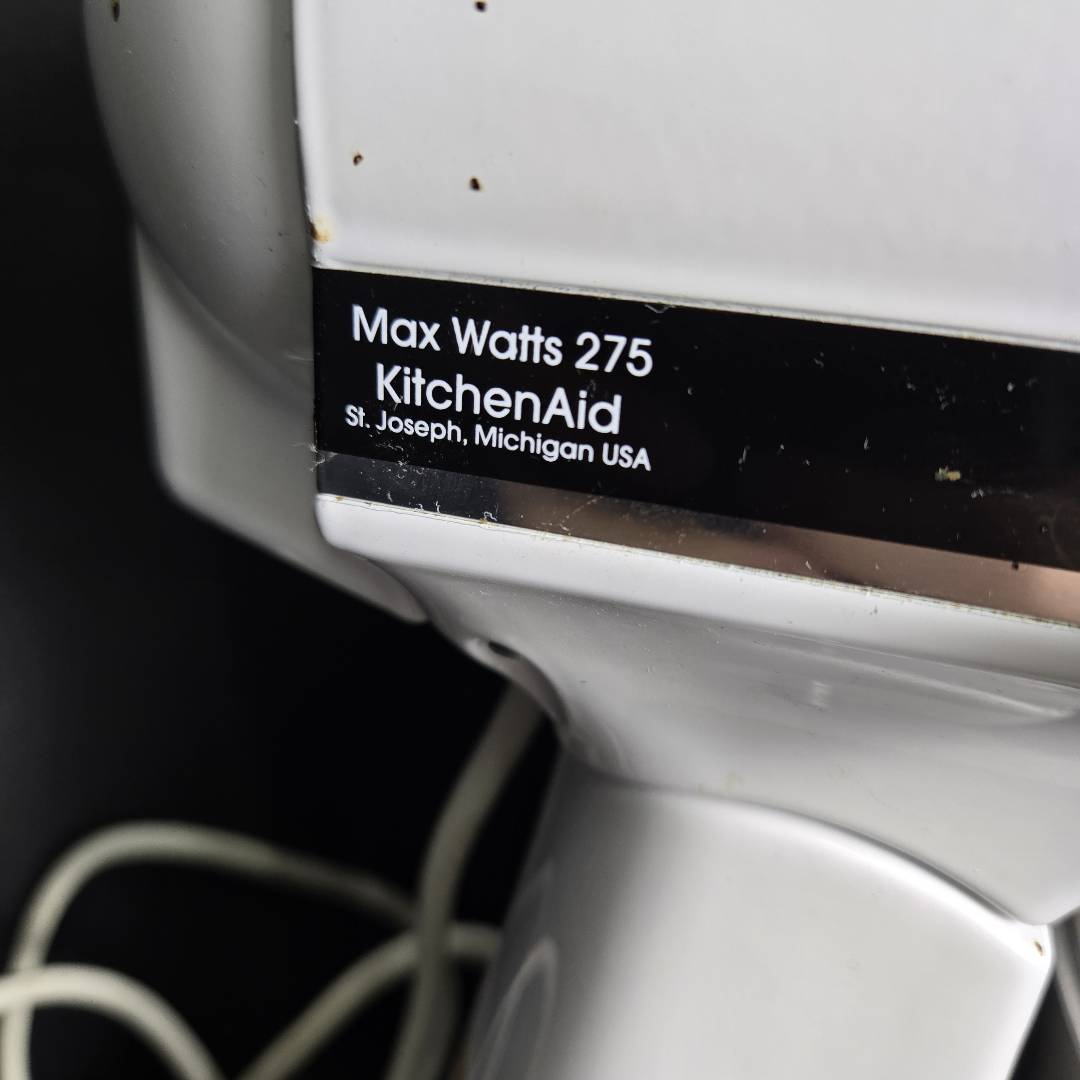 Max Watts 275
KitchenAid
St. Joseph, Michigan USA